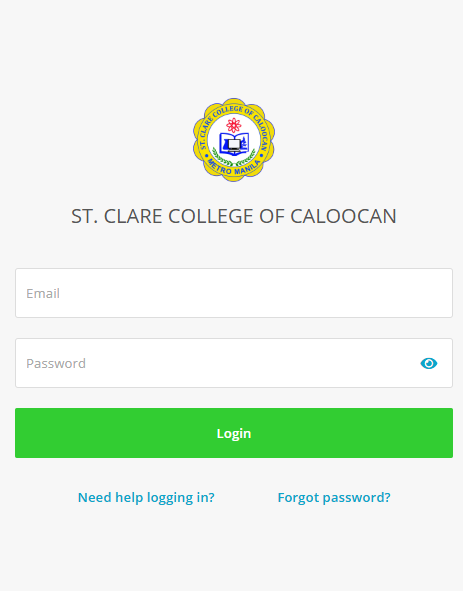 ST. CLARE COLLEGE OF CALOOCAN
METRO MANILA
ST. CLARE COLLEGE OF CALOOCAN
Email
Password
Login
Need help logging in? Forgot password?